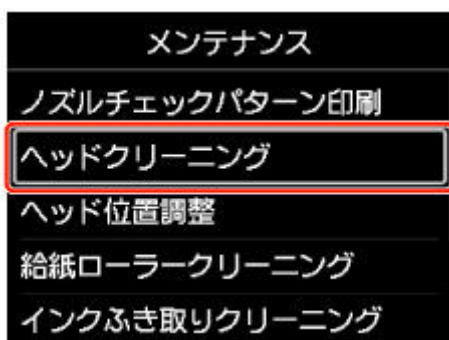 メンテナンス
ノズルチェックパターン印刷
ヘッドクリーニング
ヘッド位置調整
給紙ローラークリーニング
インクふき取りクリーニング